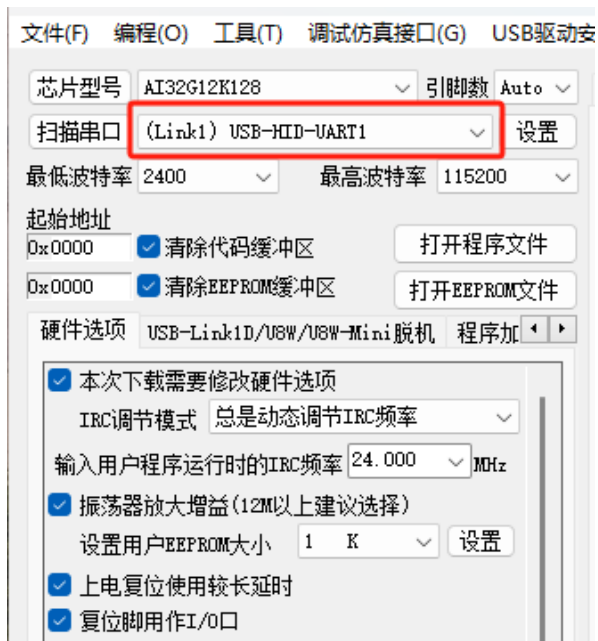 文件(F) 编程(O) 工具(T) 调试仿真接口(G) USB驱动安
芯片型号 AI32G12K128 引脚数 Auto
扫描串口 (Link1) USB-HID-UART1 设置
最低波特率 2400 最高波特率 115200
起始地址
0x0000 清除代码缓冲区 打开程序文件
0x0000 清除EEPROM缓冲区 打开EEPROM文件
硬件选项 USB-Link1D/U8W/U8W-Mini脱机 程序加
本次下载需要修改硬件选项
IRC调节模式 总是动态调节IRC频率
输入用户程序运行时的IRC频率 24.000 MHz
振荡器放大增益(12M以上建议选择)
设置用户EEPROM大小 1 K 设置
上电复位使用较长延时
复位脚用作I/O口